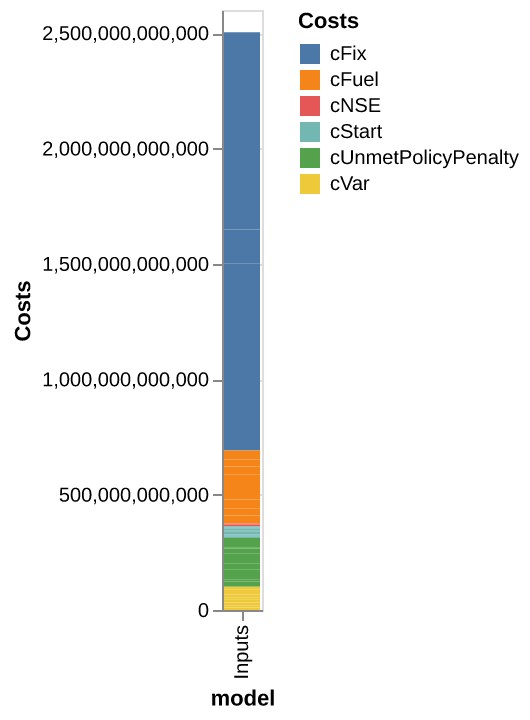 Costs
cFix
cFuel
cNSE
cStart
cUnmetPolicyPenalty
cVar
2,500,000,000,000
2,000,000,000,000
1,500,000,000,000
1,000,000,000,000
500,000,000,000
0
Costs
Inputs
model